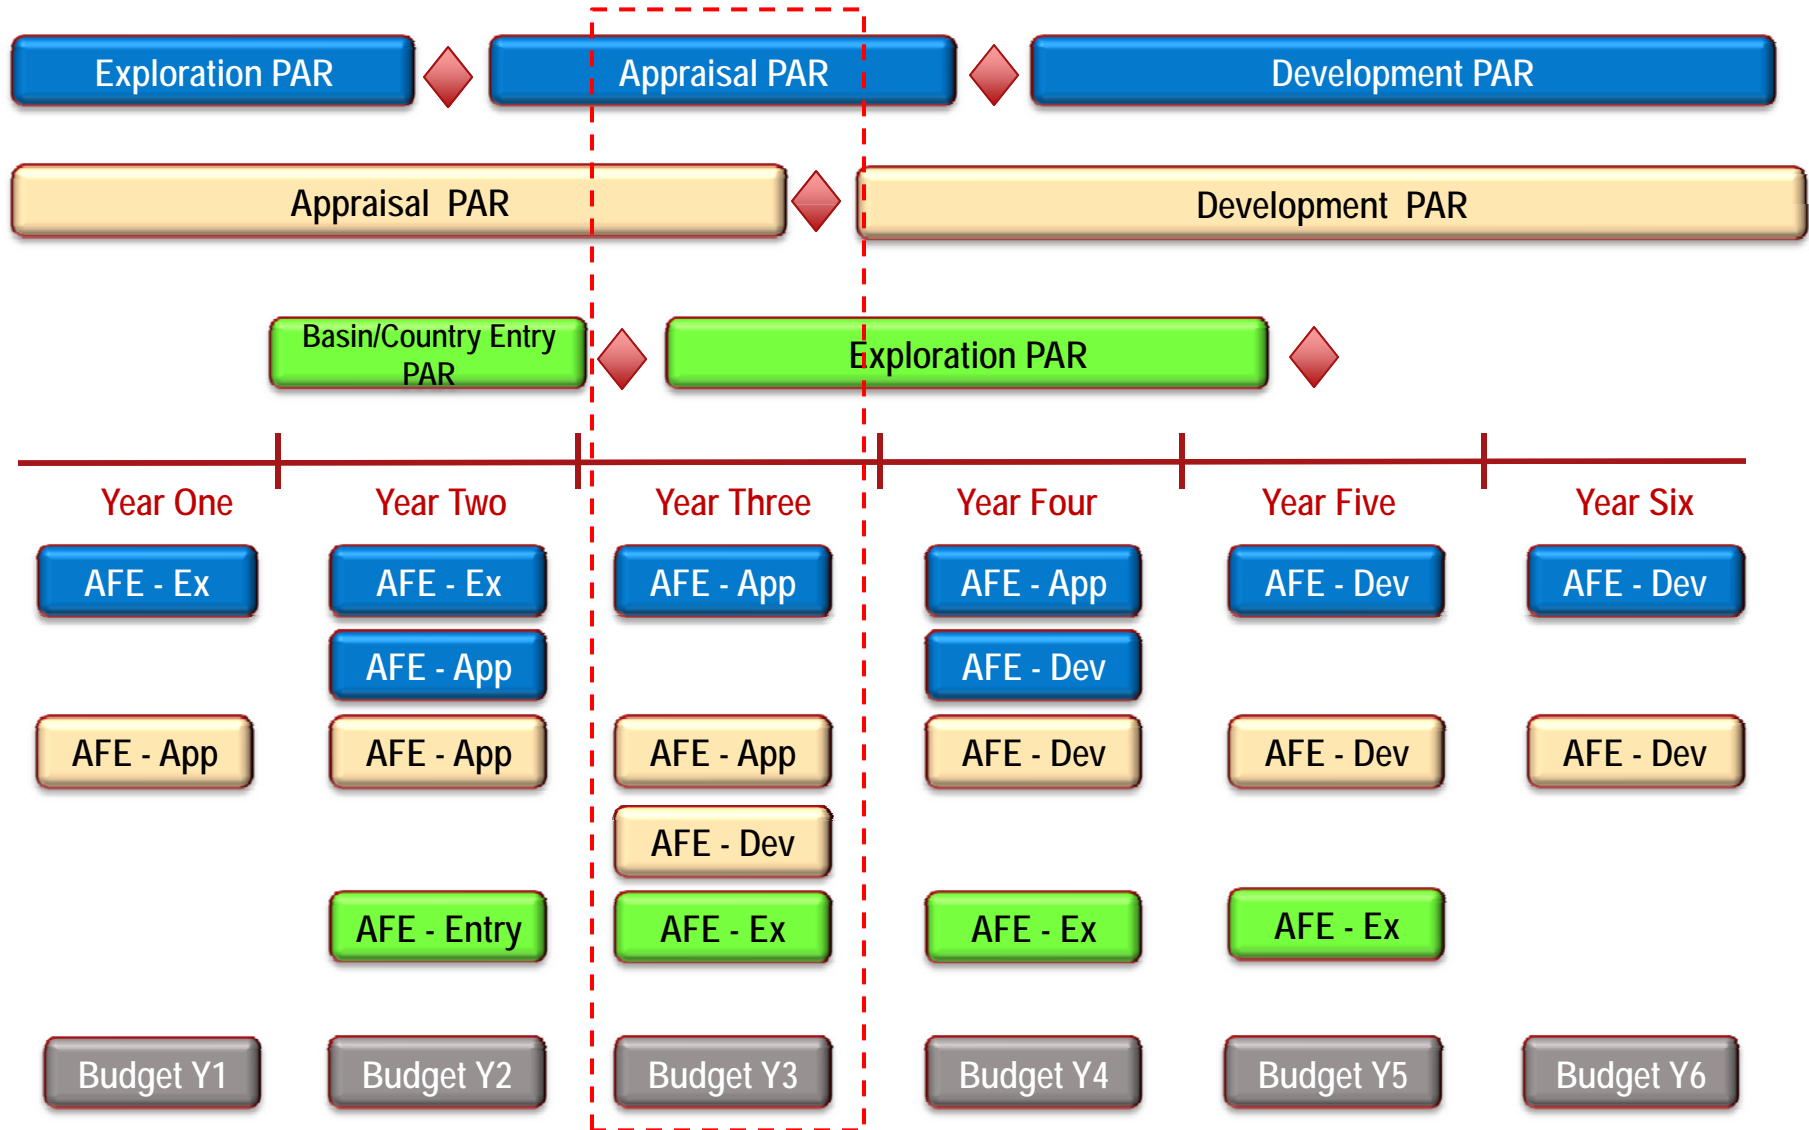 Exploration PAR
Appraisal PAR
Development PAR
Appraisal PAR
Development PAR
Basin/Country Entry
PAR
Exploration PAR
Year One
Year Two
Year Three
Year Four
Year Five
Year Six
AFE - Ex
AFE - Ex
AFE - App
AFE - App
AFE - Dev
AFE - Dev
AFE - App
AFE - Dev
AFE - App
AFE - App
AFE - App
AFE - Dev
AFE - Dev
AFE - Dev
AFE - Dev
AFE - Entry
AFE - Ex
AFE - Ex
AFE - Ex
Budget Y1
Budget Y2
Budget Y3
Budget Y4
Budget Y5
Budget Y6